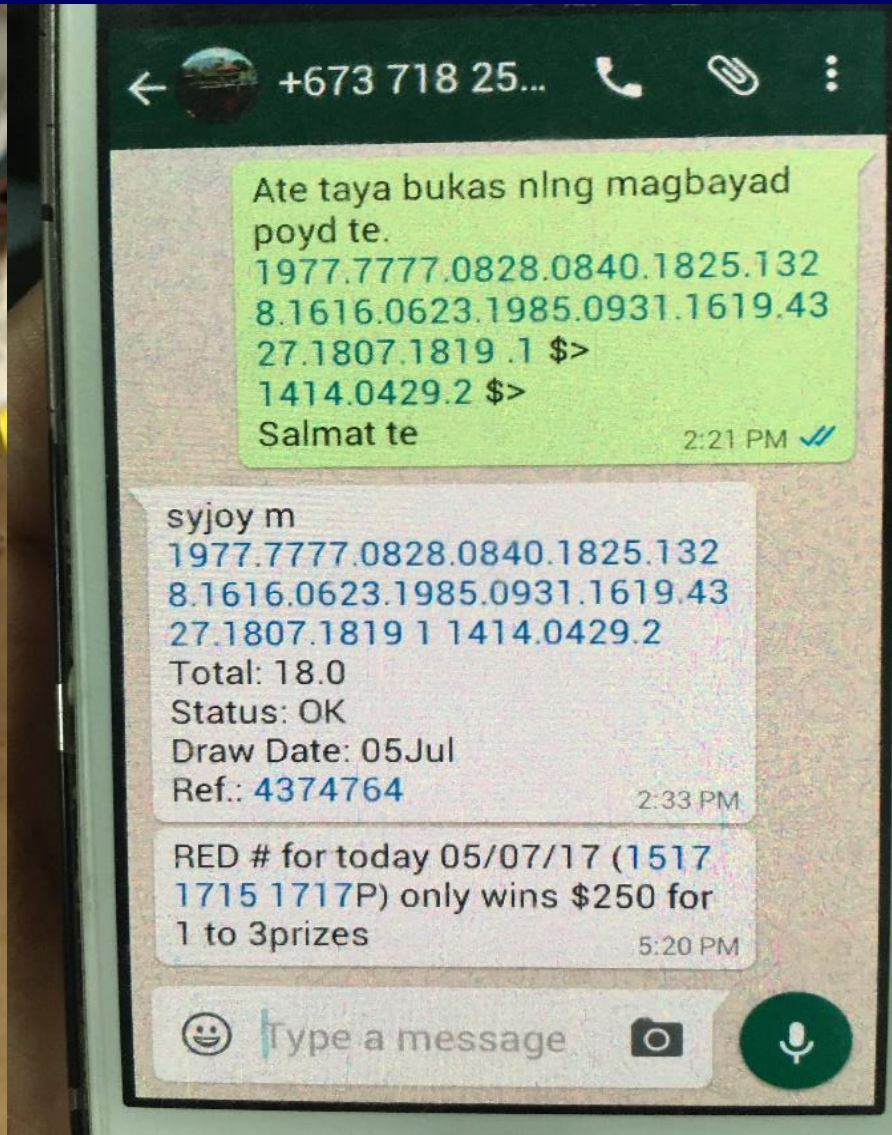 +673 718 25...
Ate taya bukas nlng magbayad
poyd te.
1977.7777.0828.0840.1825.132
8.1616.0623.1985.0931.1619.43
27.1807.1819 .1 $>
1414.0429.2 $>
Salmat te
2:21 PM
syjoy m
1977.7777.0828.0840.1825.132
8.1616.0623.1985.0931.1619.43
27.1807.1819 1 1414.0429.2
Total: 18.0
Status: OK
Draw Date: 05Jul
Ref.: 4374764
2:33 PM
RED # for today 05/07/17 (1517
1715 1717P) only wins $250 for
1 to 3prizes
5:20 PM
Type a message